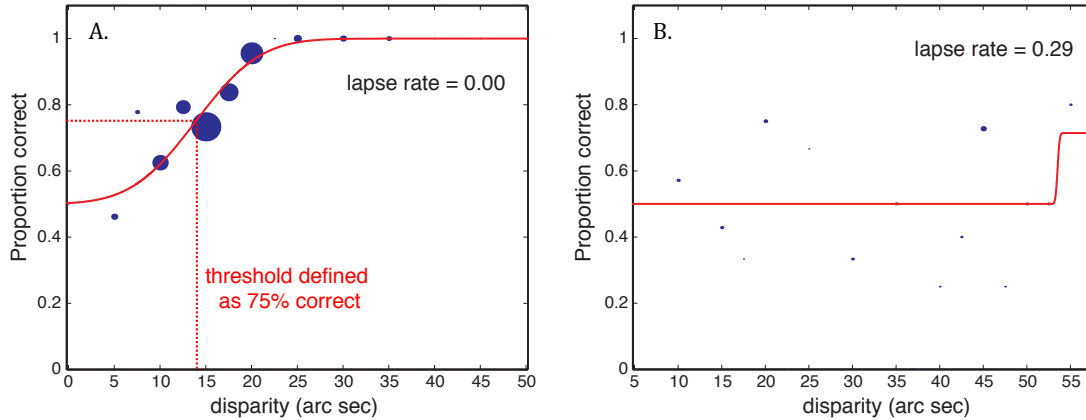 A.
lapse rate = 0.00
threshold defined
as 75% correct
Proportion correct
1
0.8
0.6
0.4
0.2
0
0 5 10 15 20 25 30 35 40 45 50
disparity (arc sec)
B.
lapse rate = 0.29
Proportion correct
1
0.8
0.6
0.4
0.2
0
5 10 15 20 25 30 35 40 45 50 55
disparity (arc sec)